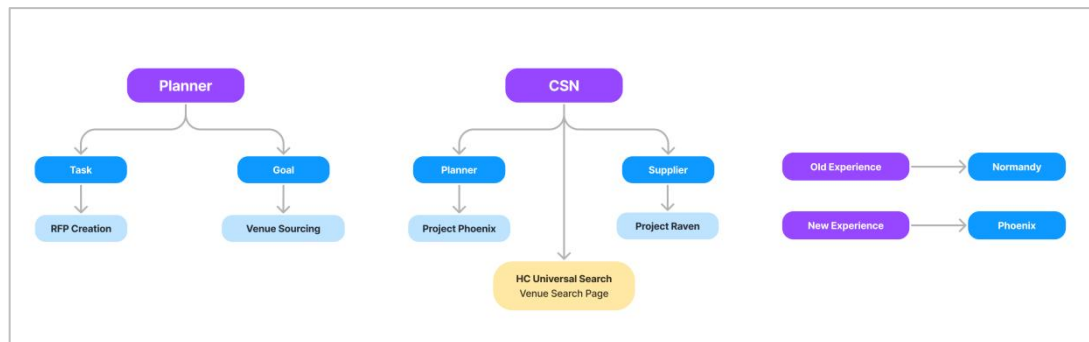 Planner
Task
Goal
RFP Creation
Venue Sourcing
CSN
Planner
Supplier
Project Phoenix
Project Raven
HC Universal Search
Venue Search Page
Old Experience
Normandy
New Experience
Phoenix